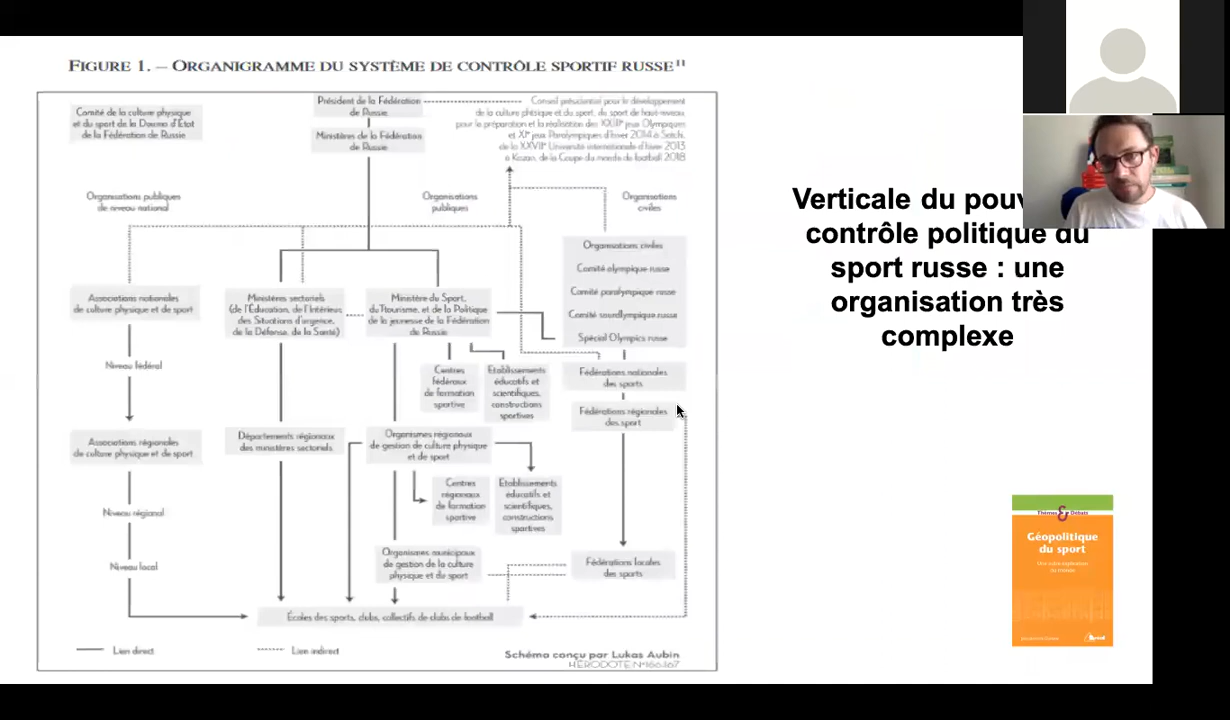 FIGURE 1. – ORGANIGRAMME DU SYSTÈME DE CONTRÔLE SPORTIF RUSSE¹¹
Comité de la culture physique
et du sport de la Douma d'État
de la Fédération de Russie
Président de la Fédération
de Russie
Ministères de la Fédération
de Russie
Conseil présidentiel pour le développement
de la culture physique et du sport, du sport de haut-niveau,
pour la préparation et la réalisation des XXIIᵉ jeux Olympiques
et XIᵉ jeux Paralympiques d'hiver 2014 à Sotchi,
de la XXVIIᵉ Universiade internationale d'hiver 2013
à Kazan, de la Coupe du monde de football 2018
Organisations publiques
de niveau national
Organisations
publiques
Organisations
civiles
Organisations civiles
Comité olympique russe
Comité paralympique russe
Comité sourdlympique russe
Spécial Olympics russe
Associations nationales
de culture physique et de sport
Ministères sectoriels
(de l'Éducation, de l'Intérieur,
des Situations d'urgence,
de la Défense, de la Santé)
Ministère du Sport,
du Tourisme, et de la Politique
de la jeunesse de la Fédération
de Russie
Niveau fédéral
Centres
fédéraux
de formation
sportive
Etablissements
éducatifs et
scientifiques,
constructions
sportives
Fédérations nationales
des sports
Fédérations régionales
des sport
Associations régionales
de culture physique et de sport
Départements régionaux
des ministères sectoriels
Organismes régionaux
de gestion de culture physique
et de sport
Centres
régionaux
de formation
sportive
Etablissements
éducatifs et
scientifiques,
constructions
sportives
Niveau régional
Niveau local
Organismes municipaux
de gestion de la culture
physique et du sport
Fédérations locales
des sports
Écoles des sports, clubs, collectifs de clubs de football
Lien direct
Lien indirect
Schéma conçu par Lukas Aubin
HÉRODOTE N°166-167
Verticale du
contrôle politique du
sport russe : une
organisation très
complexe
Thèmes & Débats
Géopolitique
du sport
Bréal